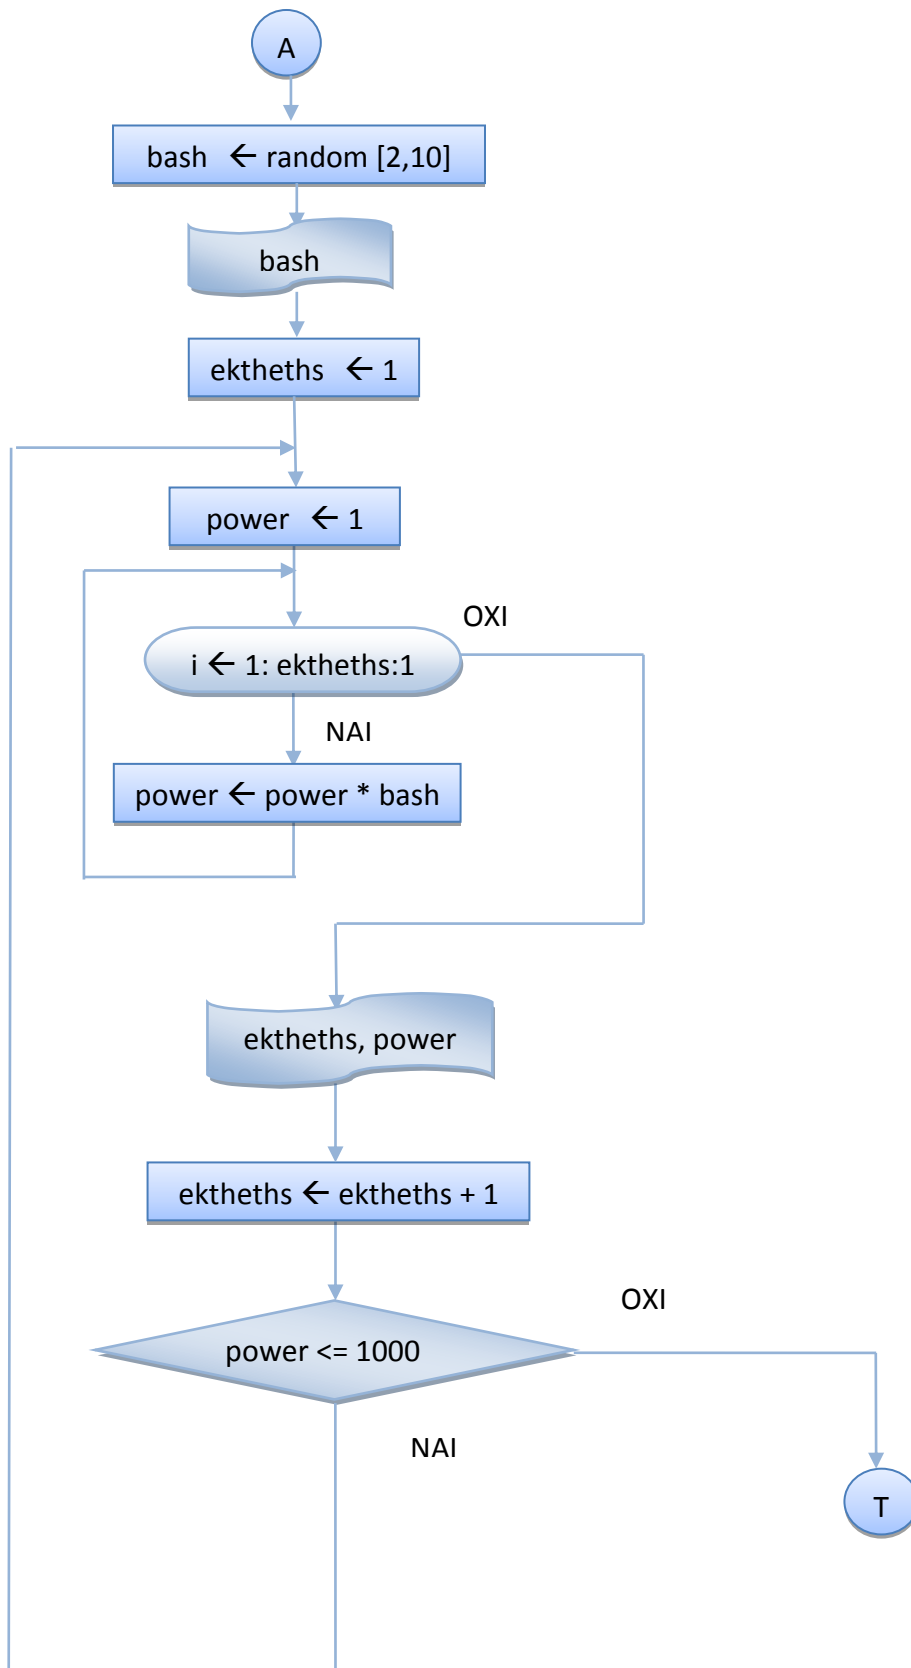 A
bash ← random [2,10]
bash
ektheths ← 1
power ← 1
OXI
i ← 1: ektheths:1
NAI
power ← power * bash
ektheths, power
ektheths ← ektheths + 1
OXI
power <= 1000
NAI
T